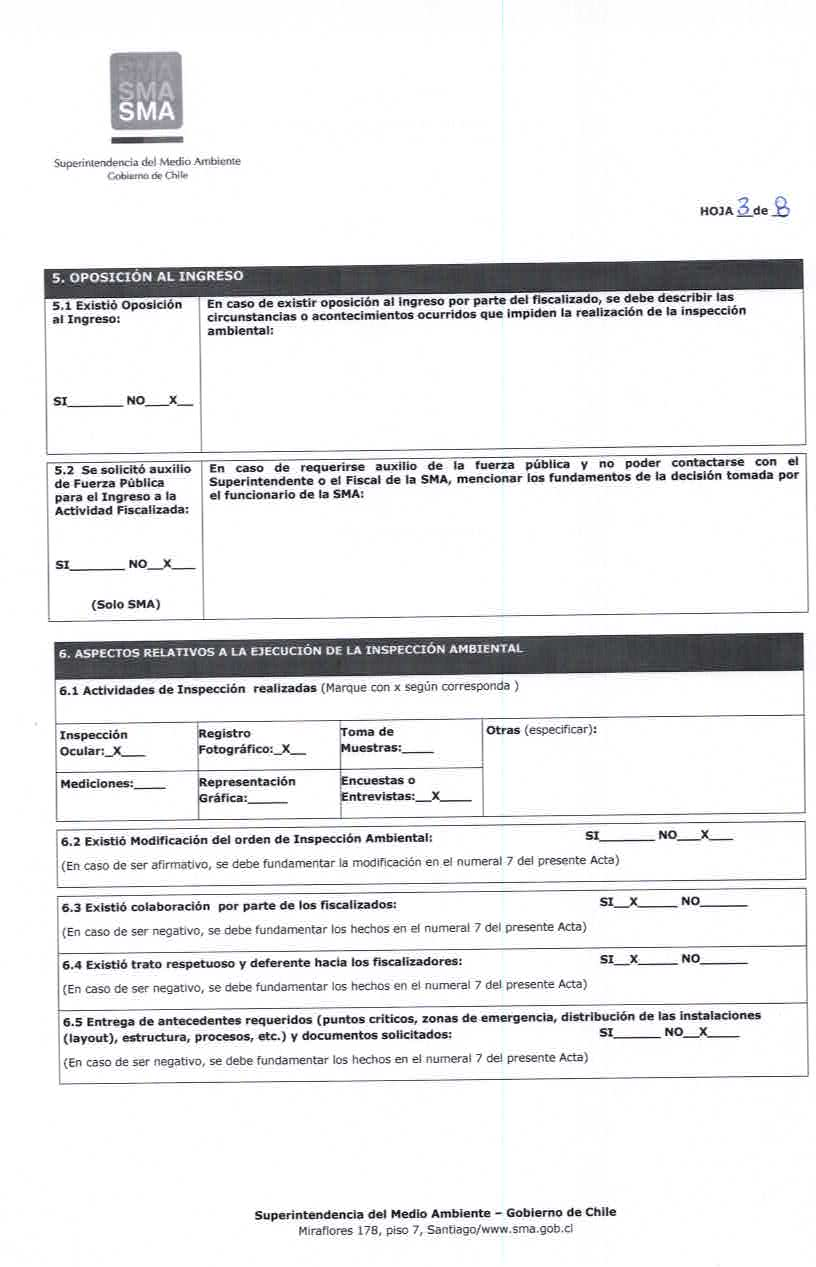 SMA
SMA
SMA
Superintendencia del Medio Ambiente
Gobierno de Chile
HOJA 3 de 8
5. OPOSICIÓN AL INGRESO
5.1 Existió Oposición
al Ingreso:
SI________ NO___X__
En caso de existir oposición al ingreso por parte del fiscalizado, se debe describir las
circunstancias o acontecimientos ocurridos que impiden la realización de la inspección
ambiental:
5.2 Se solicitó auxilio
de Fuerza Pública
para el Ingreso a la
Actividad Fiscalizada:
SI________ NO__X___
(Solo SMA)
En caso de requerirse auxilio de la fuerza pública y no poder contactarse con el
Superintendente o el Fiscal de la SMA, mencionar los fundamentos de la decisión tomada por
el funcionario de la SMA:
6. ASPECTOS RELATIVOS A LA EJECUCIÓN DE LA INSPECCIÓN AMBIENTAL
6.1 Actividades de Inspección realizadas (Marque con x según corresponda )
Inspección
Ocular:_X___
Registro
Fotográfico:_X__
Toma de
Muestras:____
Otras (especificar):
Mediciones:____
Representación
Gráfica:_____
Encuestas o
Entrevistas:__X____
6.2 Existió Modificación del orden de Inspección Ambiental: SI_______ NO___X___
(En caso de ser afirmativo, se debe fundamentar la modificación en el numeral 7 del presente Acta)
6.3 Existió colaboración por parte de los fiscalizados: SI__X_____ NO______
(En caso de ser negativo, se debe fundamentar los hechos en el numeral 7 del presente Acta)
6.4 Existió trato respetuoso y deferente hacia los fiscalizadores: SI__X_____ NO______
(En caso de ser negativo, se debe fundamentar los hechos en el numeral 7 del presente Acta)
6.5 Entrega de antecedentes requeridos (puntos criticos, zonas de emergencia, distribución de las instalaciones
(layout), estructura, procesos, etc.) y documentos solicitados: SI______ NO__X____
(En caso de ser negativo, se debe fundamentar los hechos en el numeral 7 del presente Acta)
Superintendencia del Medio Ambiente – Gobierno de Chile
Miraflores 178, piso 7, Santiago/www.sma.gob.cl